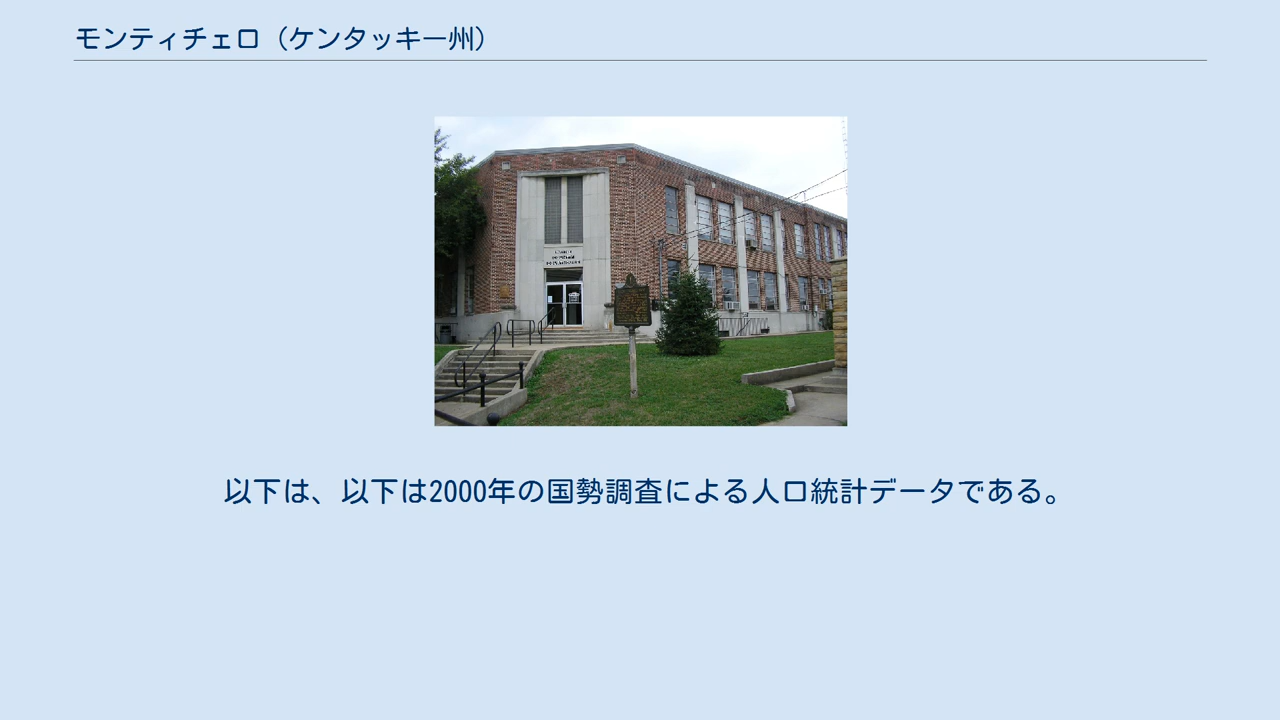 モンティチェロ（ケンタッキー州）
以下は、以下は2000年の国勢調査による人口統計データである。